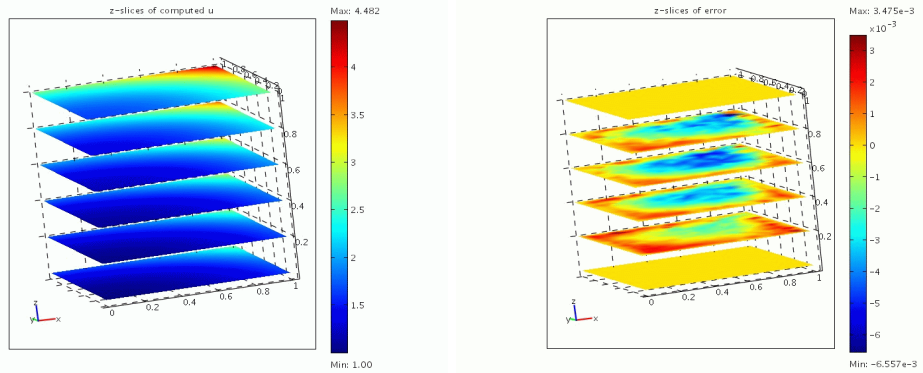 z-slices of computed u
Max: 4.482
4
3.5
3
2.5
2
1.5
Min: 1.00
1
0.8
0.6
0.4
0.2
0
0.2
0.4
0.6
0.8
1
z
y
x
z-slices of error
Max: 3.475e-3
x10⁻³
3
2
1
0
-1
-2
-3
-4
-5
-6
Min: -6.557e-3
1
0.8
0.6
0.4
0.2
0
0.2
0.4
0.6
0.8
1
z
y
x